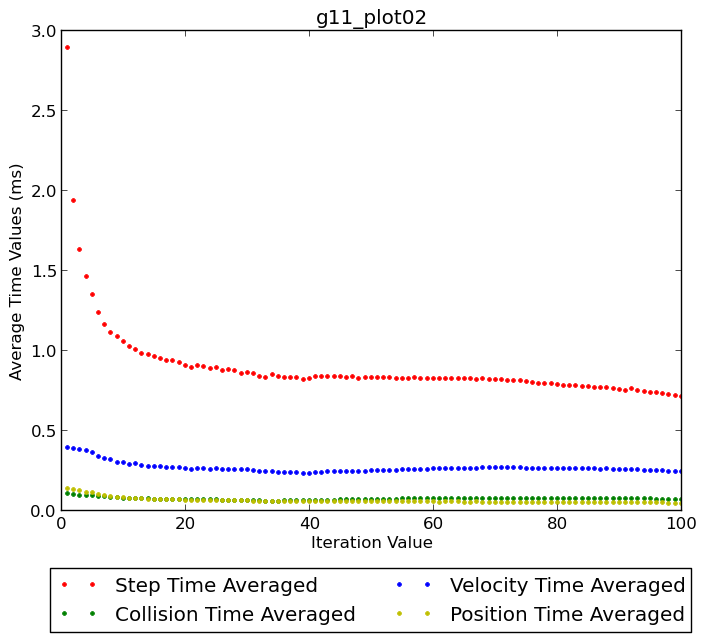 g11_plot02
3.0
2.5
2.0
1.5
1.0
0.5
0.0
Average Time Values (ms)
0 20 40 60 80 100
Iteration Value
Step Time Averaged
Collision Time Averaged
Velocity Time Averaged
Position Time Averaged